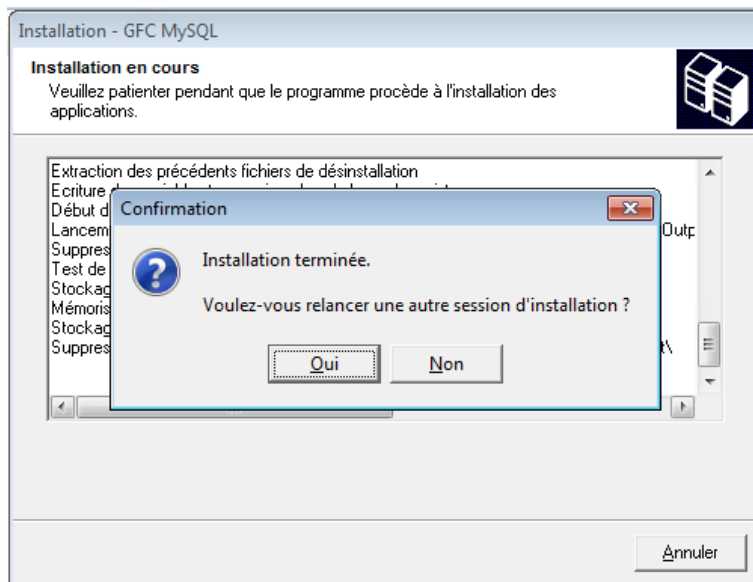 Installation - GFC MySQL
Installation en cours
Veuillez patienter pendant que le programme procède à l'installation des
applications.
Extraction des précédents fichiers de désinstallation
Ecriture
Début d
Lancem
Outp
Suppres
Test de
Stockag
Mémoris
Stockag
Suppres
t\
Confirmation
Installation terminée.
Voulez-vous relancer une autre session d'installation ?
Oui
Non
Annuler